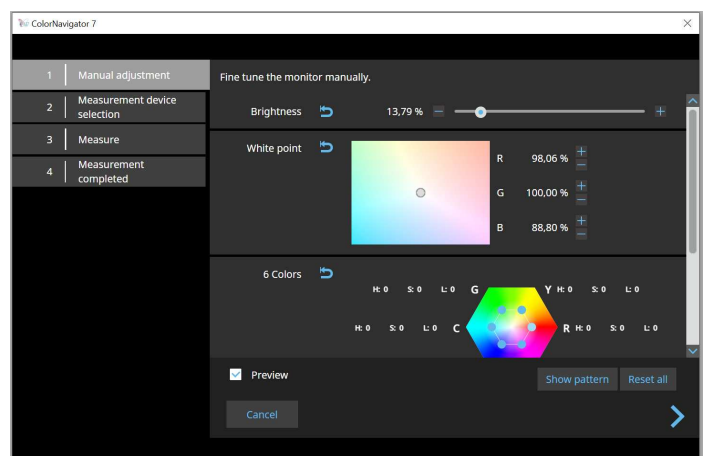 ColorNavigator 7
1 Manual adjustment
2 Measurement device
selection
3 Measure
4 Measurement
completed
Fine tune the monitor manually.
Brightness 13,79 %
White point
R 98,06 %
G 100,00 %
B 88,80 %
6 Colors
H: 0 S: 0 L: 0 G Y H: 0 S: 0 L: 0
H: 0 S: 0 L: 0 C R H: 0 S: 0 L: 0
Preview
Show pattern Reset all
Cancel